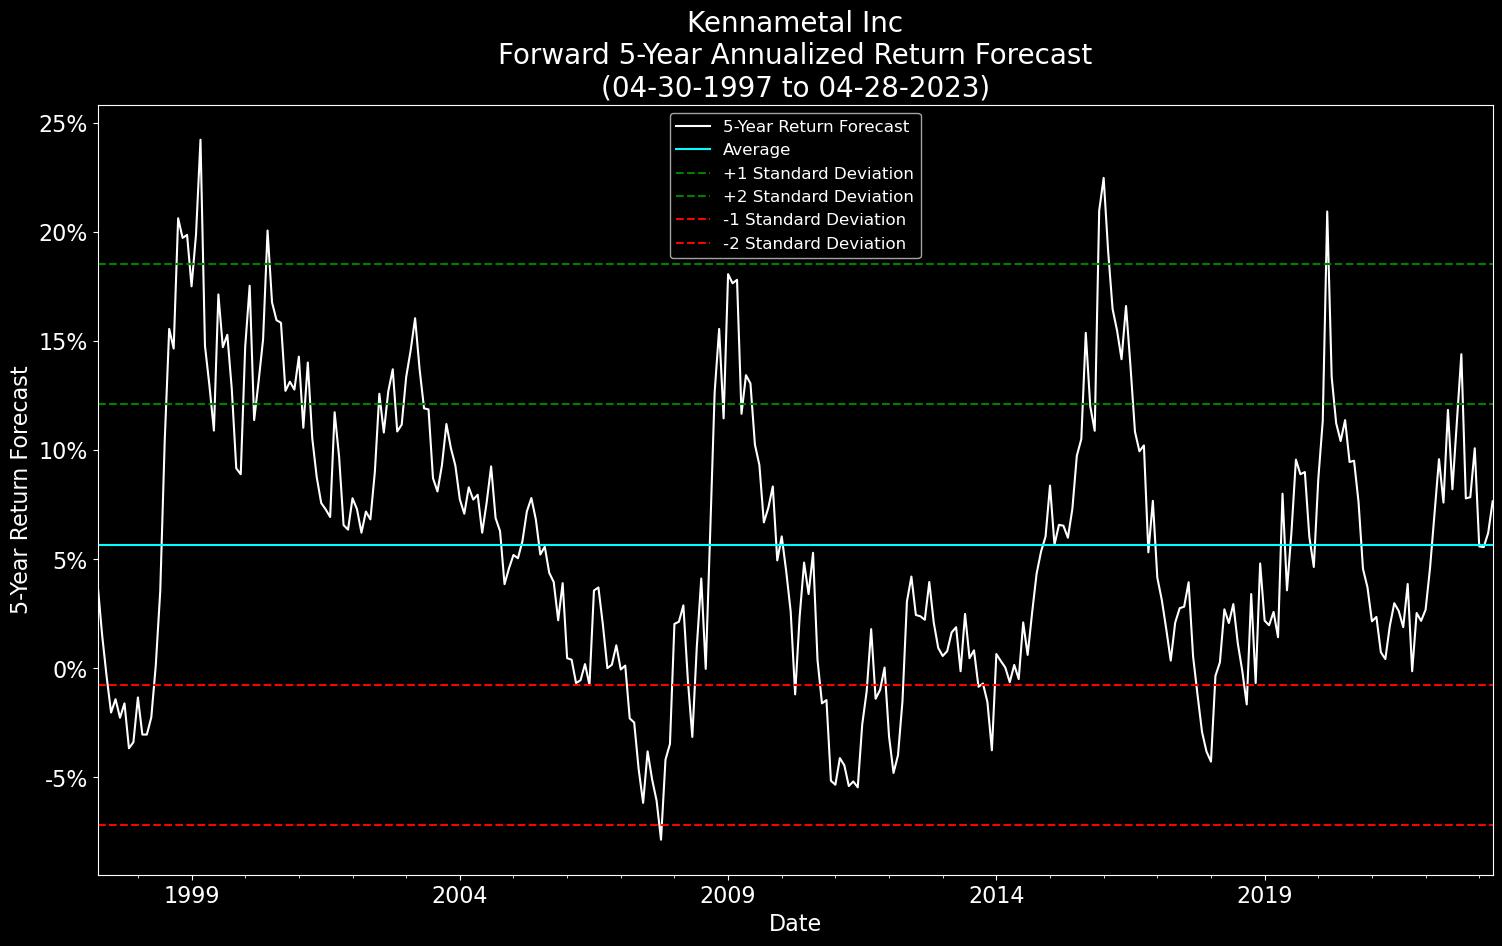 Kennametal Inc
Forward 5-Year Annualized Return Forecast
(04-30-1997 to 04-28-2023)
5-Year Return Forecast
Average
+1 Standard Deviation
+2 Standard Deviation
-1 Standard Deviation
-2 Standard Deviation
25%
20%
15%
10%
5%
0%
-5%
5-Year Return Forecast
1999
2004
2009
2014
2019
Date